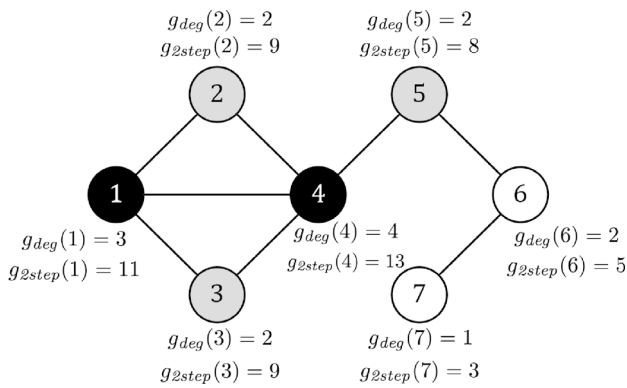 g_deg(2) = 2
g_2step(2) = 9
g_deg(5) = 2
g_2step(5) = 8
2
5
1
4
6
g_deg(1) = 3
g_2step(1) = 11
g_deg(4) = 4
g_2step(4) = 13
g_deg(6) = 2
g_2step(6) = 5
3
7
g_deg(3) = 2
g_2step(3) = 9
g_deg(7) = 1
g_2step(7) = 3